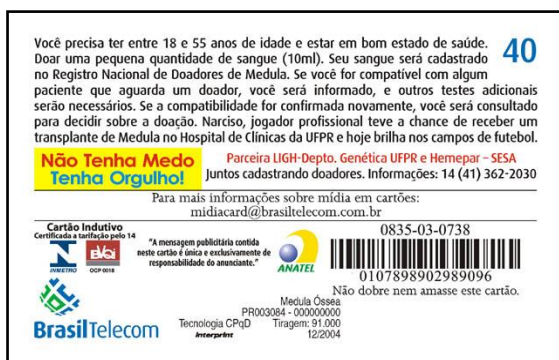 Você precisa ter entre 18 e 55 anos de idade e estar em bom estado de saúde.
40
Doar uma pequena quantidade de sangue (10ml). Seu sangue será cadastrado
no Registro Nacional de Doadores de Medula. Se você for compatível com algum
paciente que aguarda um doador, você será informado, e outros testes adicionais
serão necessários. Se a compatibilidade for confirmada novamente, você será consultado
para decidir sobre a doação. Narciso, jogador profissional teve a chance de receber um
transplante de Medula no Hospital de Clínicas da UFPR e hoje brilha nos campos de futebol.
Não Tenha Medo
Tenha Orgulho!
Parceira LIGH-Depto. Genética UFPR e Hemepar – SESA
Juntos cadastrando doadores. Informações: 14 (41) 362-2030
Para mais informações sobre mídia em cartões:
midiacard@brasiltelecom.com.br
Cartão Indutivo
Certificada a tarifação pelo 14
INMETRO
BVQi
OCP 0018
"A mensagem publicitária contida
neste cartão é única e exclusivamente de
responsabilidade do anunciante."
ANATEL
0835-03-0738
0107898902989096
Não dobre nem amasse este cartão.
BrasilTelecom
Medula Óssea
PR003084 - 000000000
Tecnologia CPqD Tiragem: 91.000
Interprint 12/2004